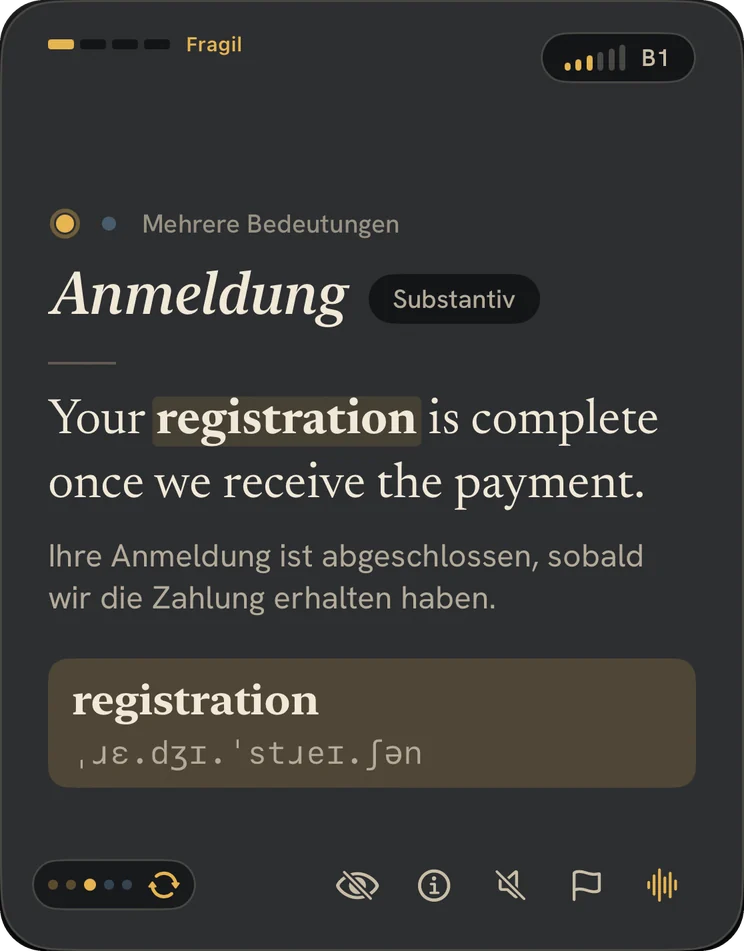 Fragil
B1
Mehrere Bedeutungen
Anmeldung
Substantiv
Your registration is complete
once we receive the payment.
Ihre Anmeldung ist abgeschlossen, sobald
wir die Zahlung erhalten haben.
registration
ˌɹɛ.dʒɪ.ˈstɹeɪ.ʃən